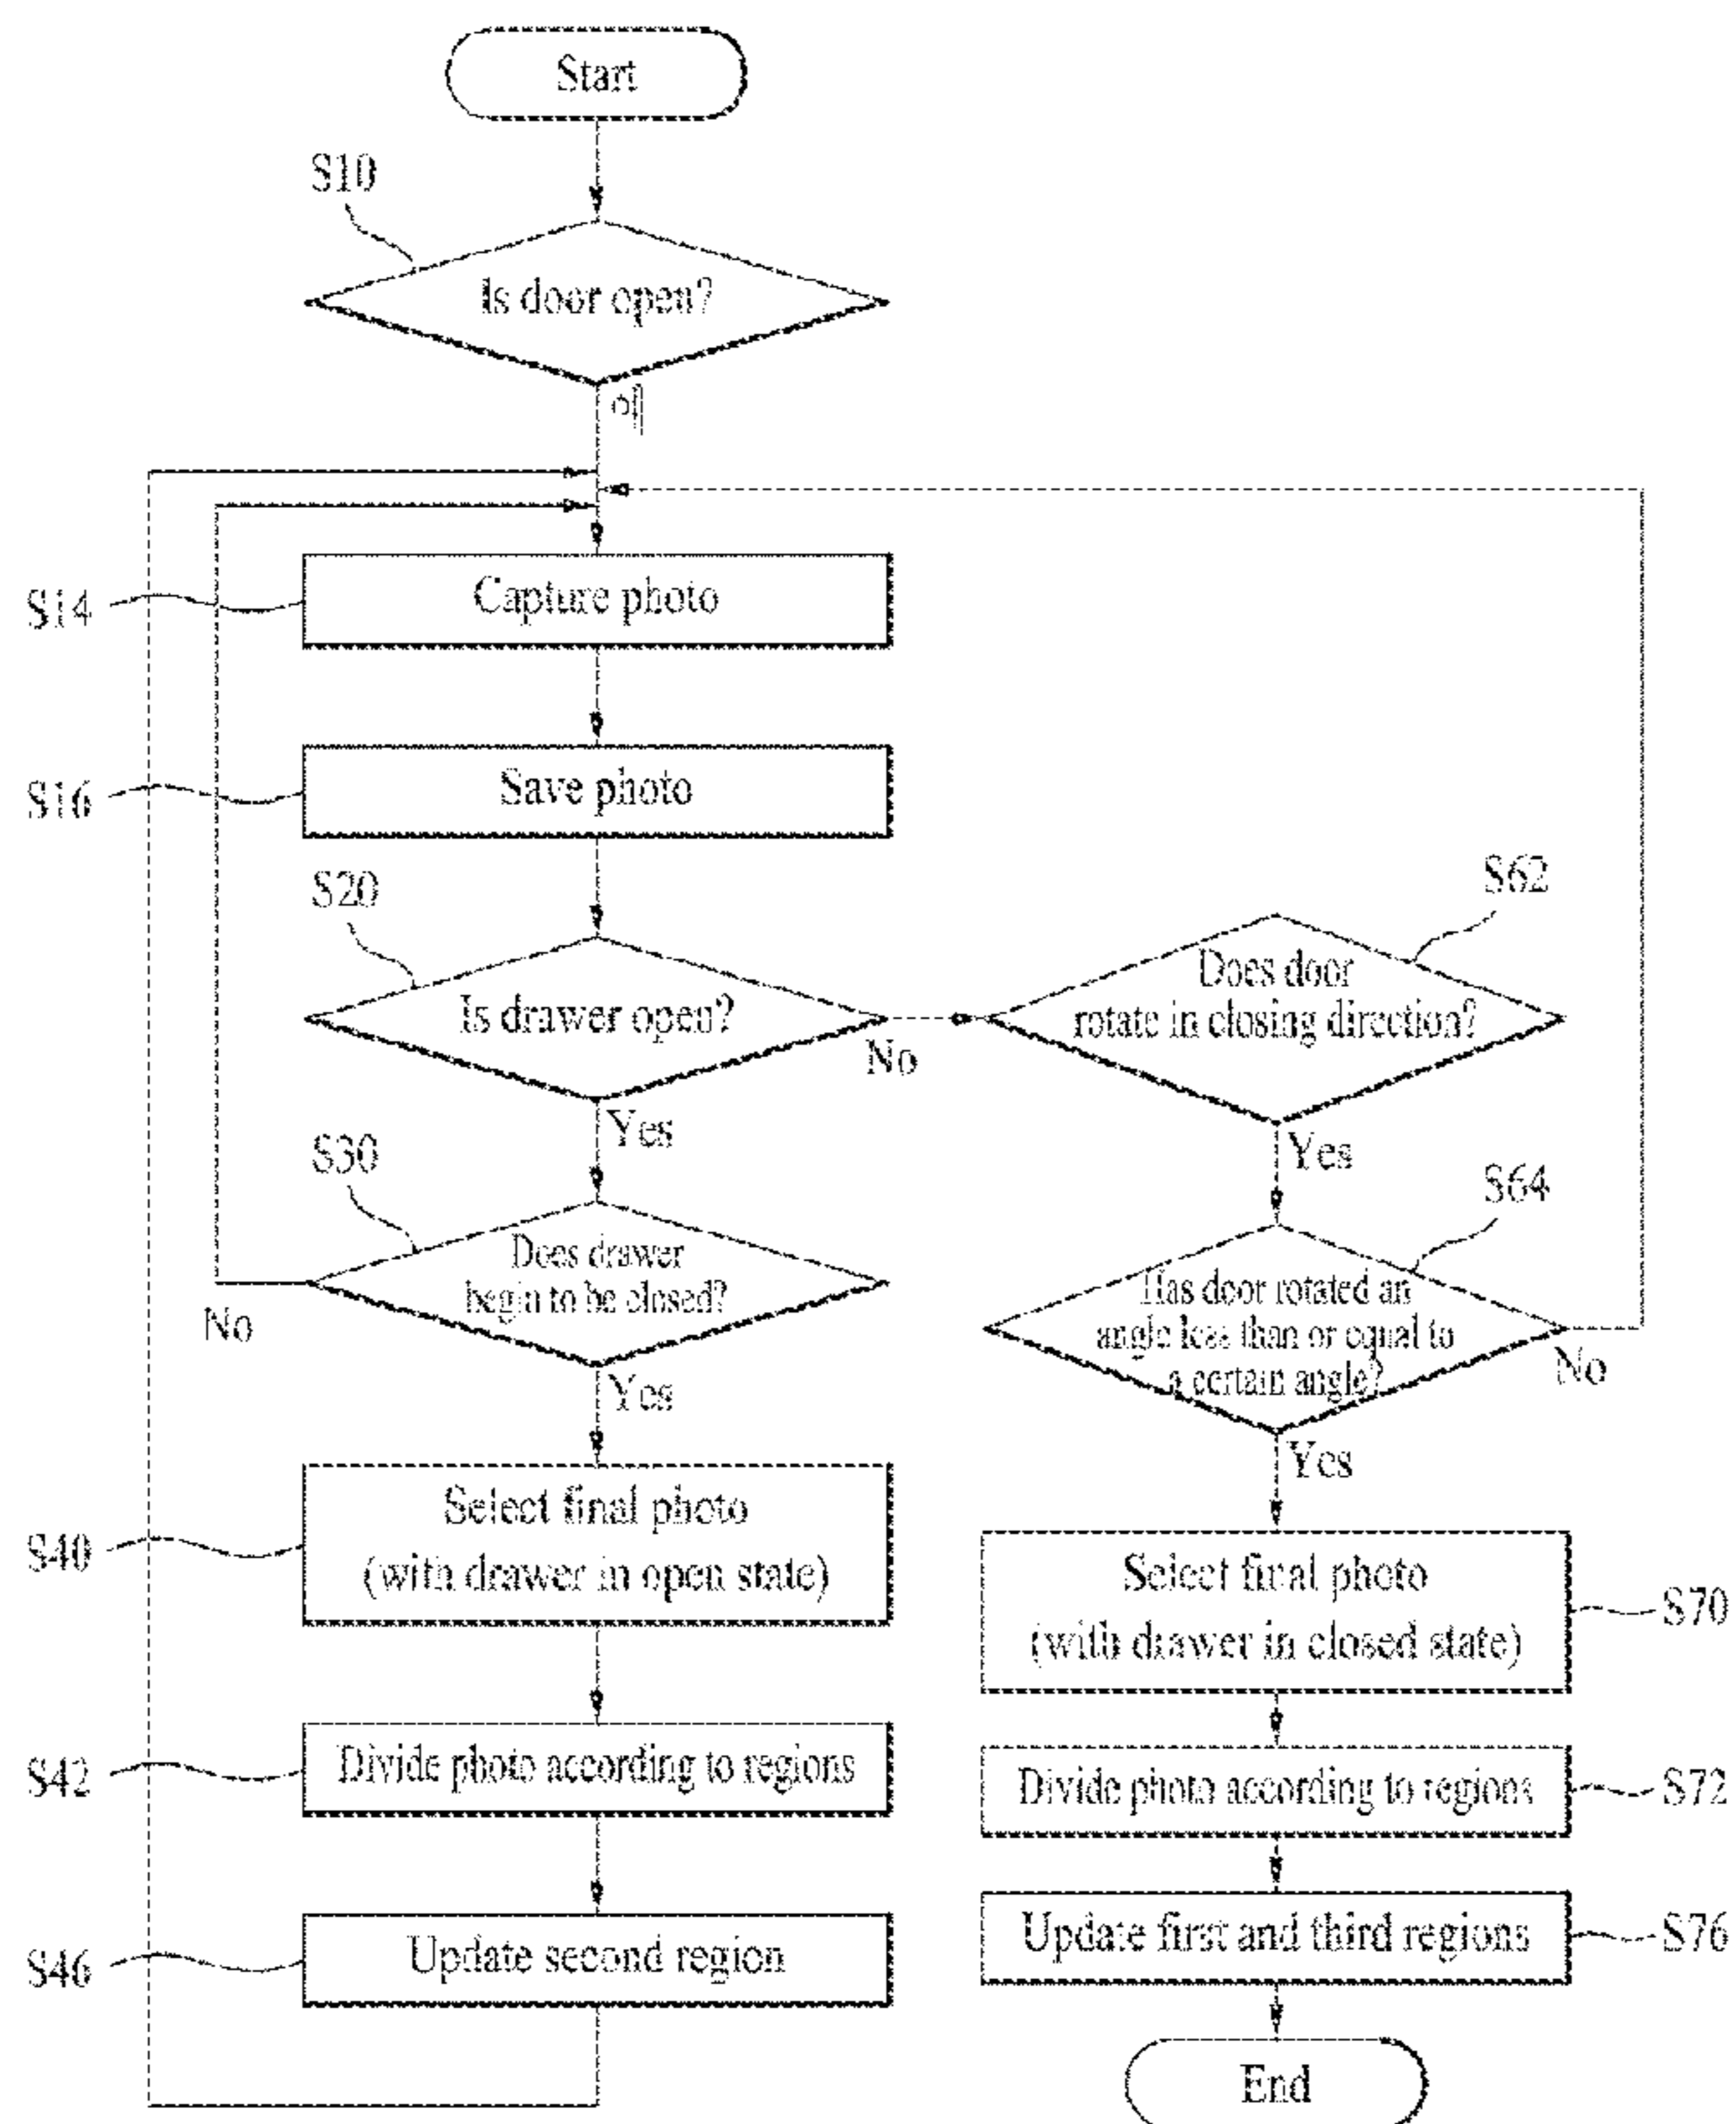 Start
S10
Is door open?
예
S14
Capture photo
S16
Save photo
S20
Is drawer open?
No
Yes
S62
Does door
rotate in closing direction?
Yes
S30
Does drawer
begin to be closed?
No
Yes
S64
Has door rotated an
angle less than or equal to
a certain angle?
No
Yes
S40
Select final photo
(with drawer in open state)
S70
Select final photo
(with drawer in closed state)
S42
Divide photo according to regions
S72
Divide photo according to regions
S46
Update second region
S76
Update first and third regions
End